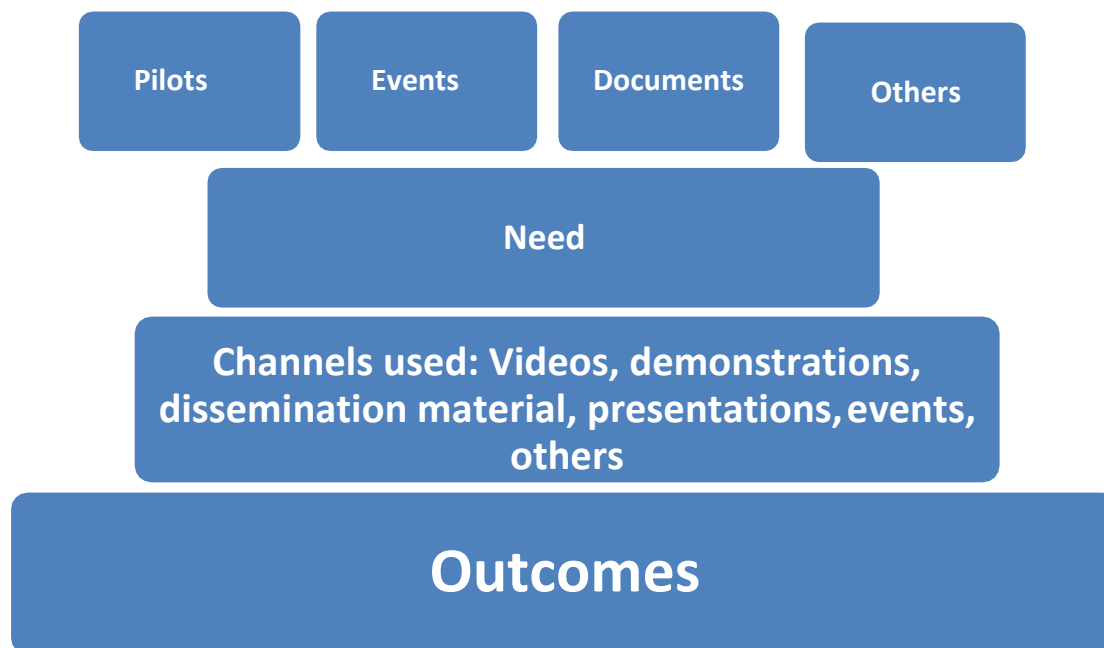 Pilots
Events
Documents
Others
Need
Channels used: Videos, demonstrations,
dissemination material, presentations, events,
others
Outcomes